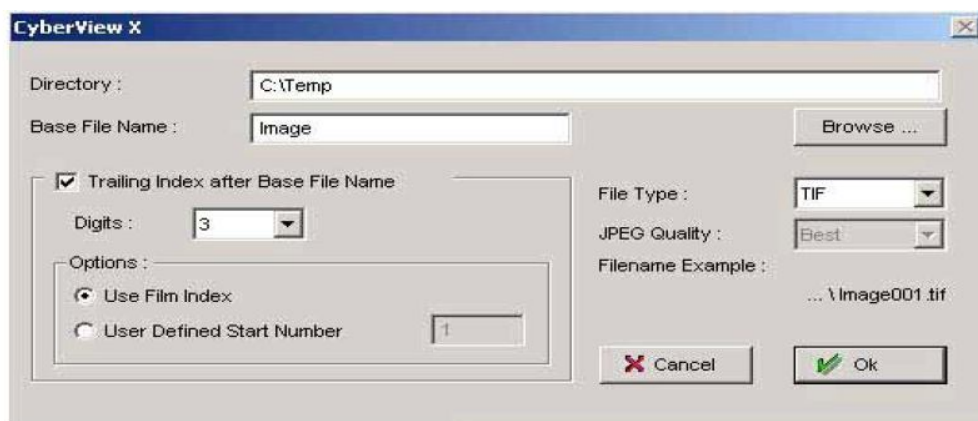 CyberView X
Directory :
C:\Temp
Base File Name :
Image
Browse ...
Trailing Index after Base File Name
Digits :
3
Options :
Use Film Index
User Defined Start Number
1
File Type :
TIF
JPEG Quality :
Best
Filename Example :
... \Image001.tif
Cancel
Ok